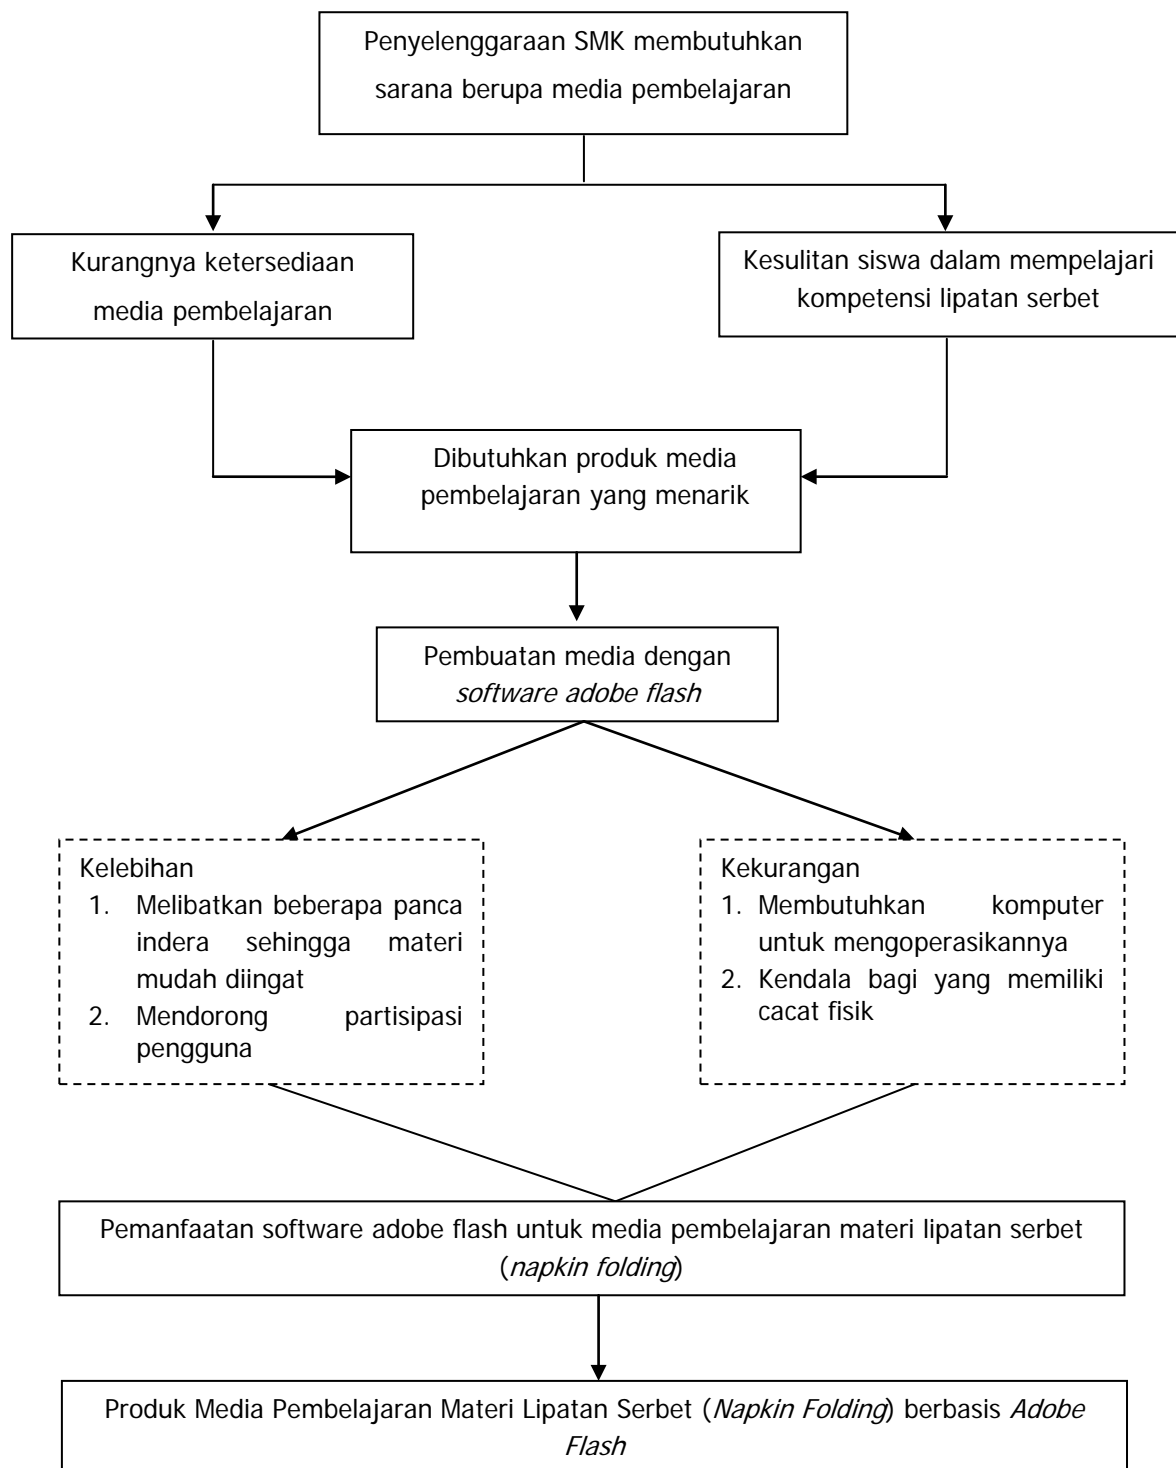 Penyelenggaraan SMK membutuhkan
sarana berupa media pembelajaran
Kurangnya ketersediaan
media pembelajaran
Kesulitan siswa dalam mempelajari
kompetensi lipatan serbet
Dibutuhkan produk media
pembelajaran yang menarik
Pembuatan media dengan
software adobe flash
Kelebihan
1. Melibatkan beberapa panca
indera sehingga materi
mudah diingat
2. Mendorong partisipasi
pengguna
Kekurangan
1. Membutuhkan komputer
untuk mengoperasikannya
2. Kendala bagi yang memiliki
cacat fisik
Pemanfaatan software adobe flash untuk media pembelajaran materi lipatan serbet
(napkin folding)
Produk Media Pembelajaran Materi Lipatan Serbet (Napkin Folding) berbasis Adobe
Flash